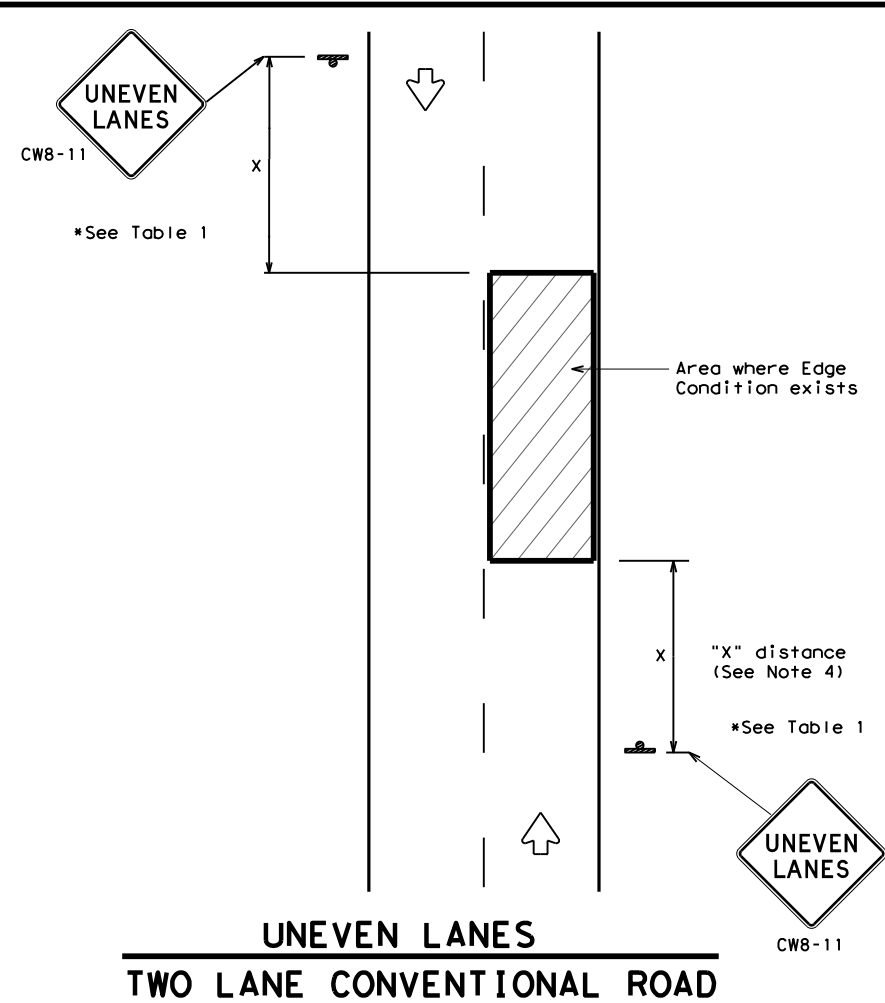 UNEVEN
LANES
CW8-11
X
*See Table 1
Area where Edge
Condition exists
X
"X" distance
(See Note 4)
*See Table 1
UNEVEN
LANES
CW8-11
UNEVEN LANES
TWO LANE CONVENTIONAL ROAD